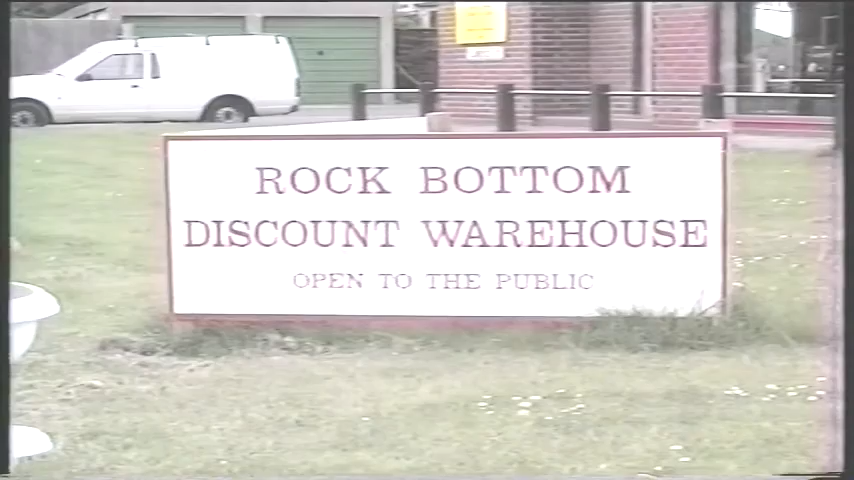 ROCK BOTTOM
DISCOUNT WAREHOUSE
OPEN TO THE PUBLIC